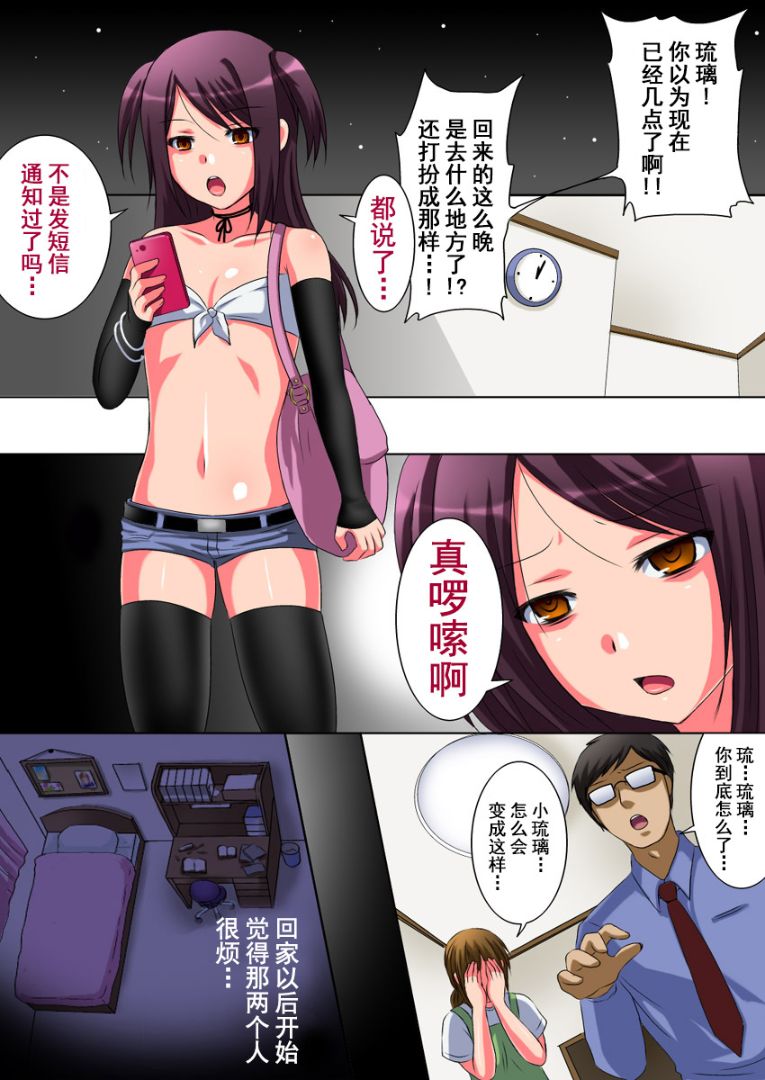 琉璃！
你以为现在
已经几点了啊!!
回来的这么晚
是去什么地方了!?
还打扮成那样…！
都说了…
不是发短信
通知过了吗…
真啰嗦啊
琉…琉璃…
你到底怎么了…
小琉璃…
怎么会
变成这样…
回家以后开始
觉得那两个人
很烦…